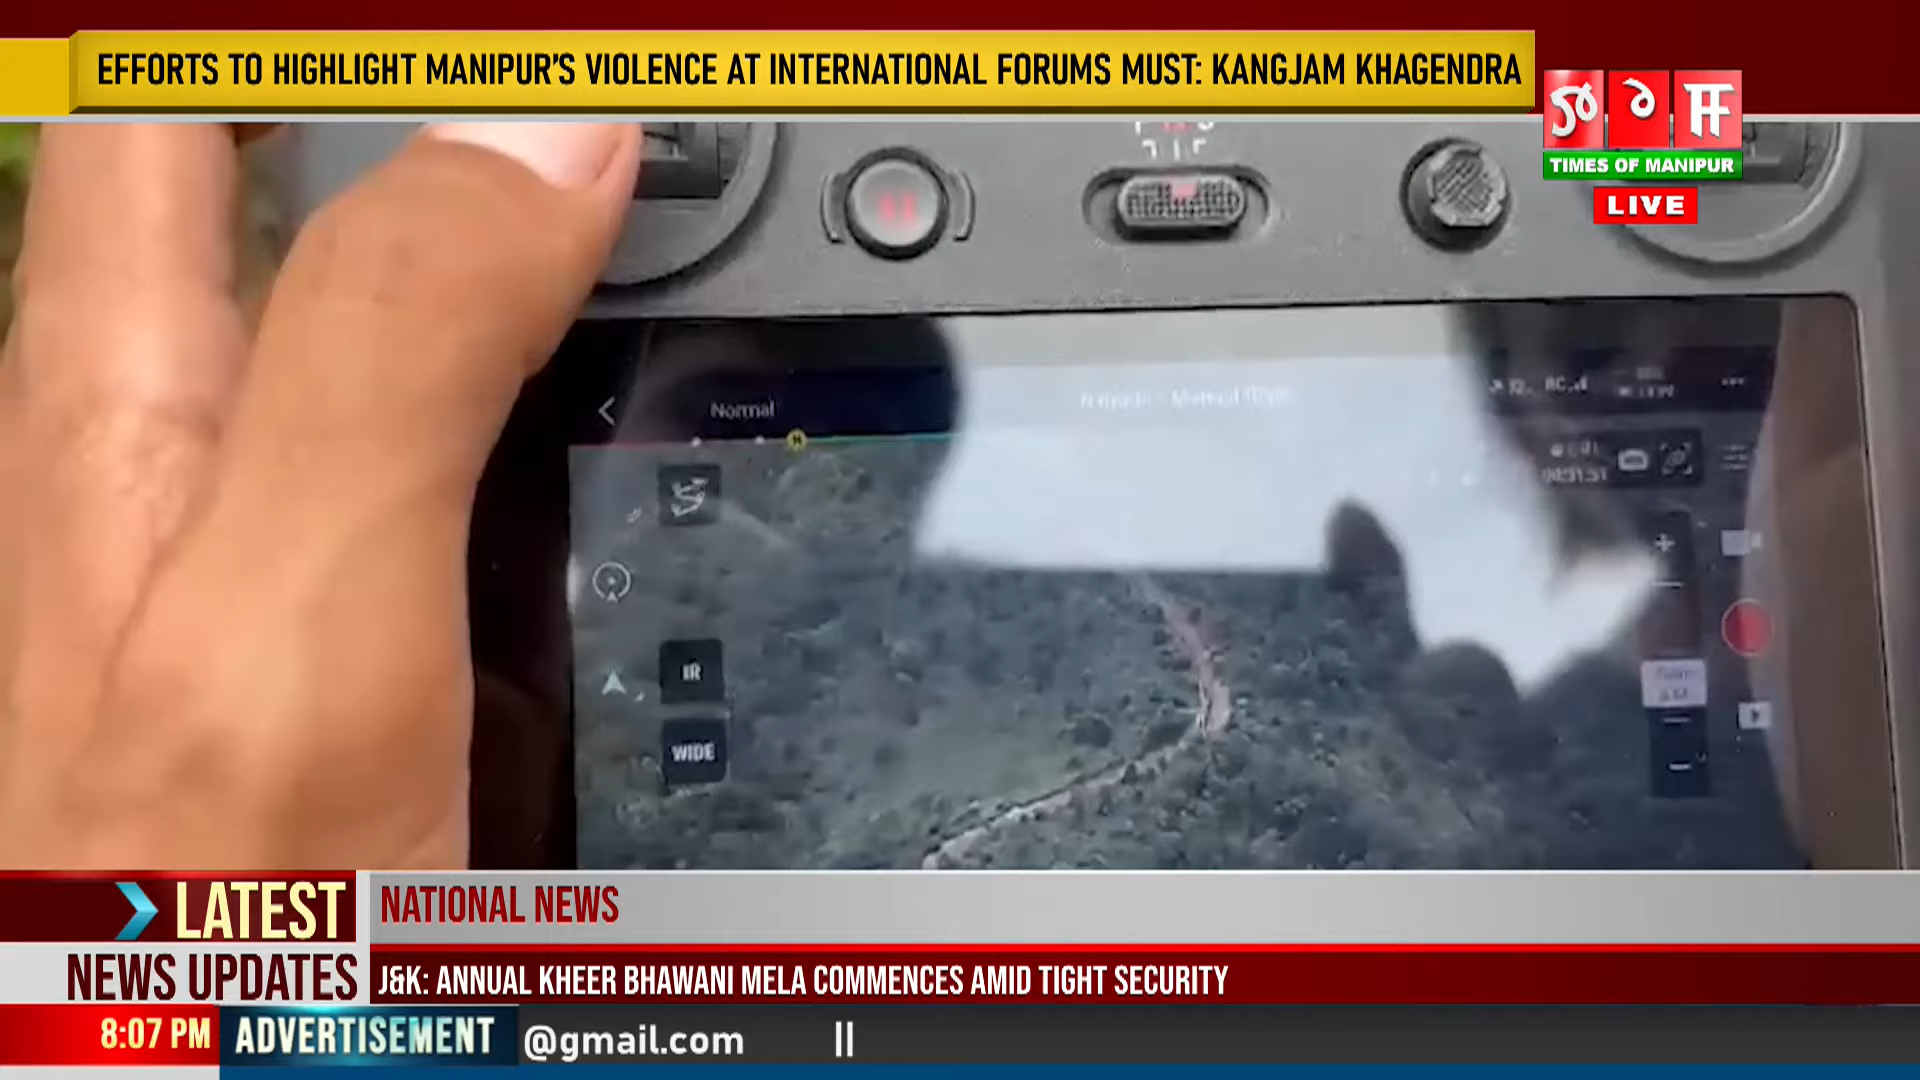 EFFORTS TO HIGHLIGHT MANIPUR'S VIOLENCE AT INTERNATIONAL FORUMS MUST: KANGJAM KHAGENDRA
TIMES OF MANIPUR
LIVE
Normal
N
IR
WIDE
LATEST
NEWS UPDATES
NATIONAL NEWS
J&K: ANNUAL KHEER BHAWANI MELA COMMENCES AMID TIGHT SECURITY
8:07 PM
ADVERTISEMENT
@gmail.com ||